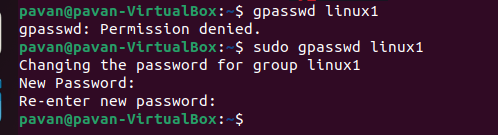 pavan@pavan-VirtualBox:~$ gpasswd linux1
gpasswd: Permission denied.
pavan@pavan-VirtualBox:~$ sudo gpasswd linux1
Changing the password for group linux1
New Password:
Re-enter new password:
pavan@pavan-VirtualBox:~$